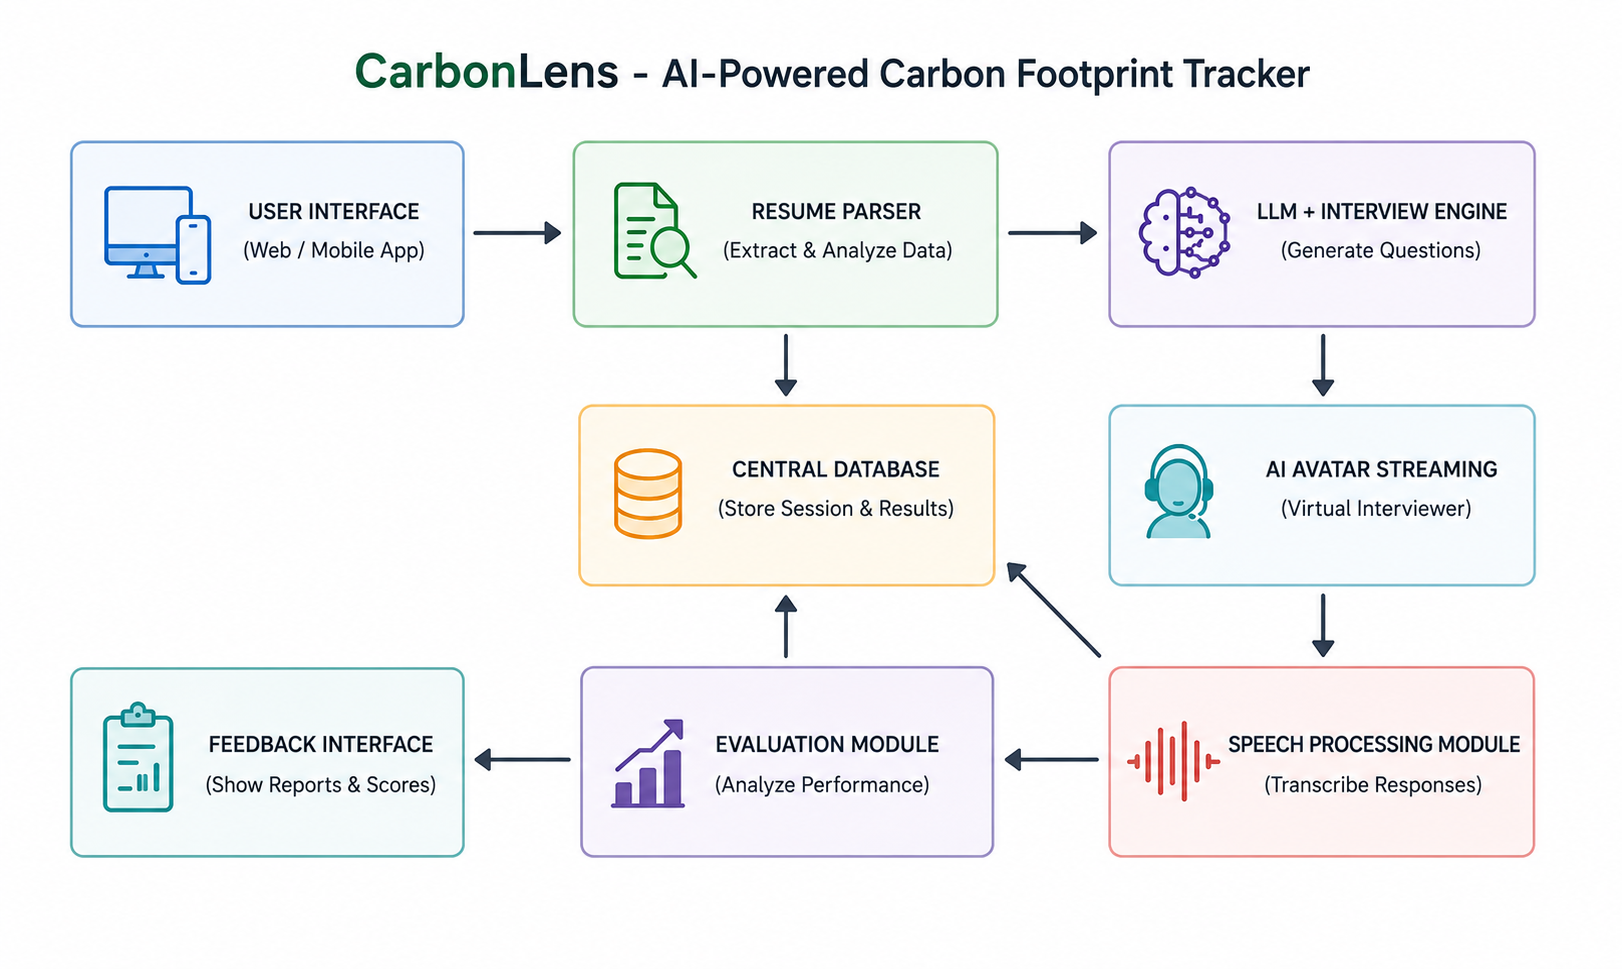 CarbonLens - AI-Powered Carbon Footprint Tracker
USER INTERFACE
(Web / Mobile App)
RESUME PARSER
(Extract & Analyze Data)
LLM + INTERVIEW ENGINE
(Generate Questions)
CENTRAL DATABASE
(Store Session & Results)
AI AVATAR STREAMING
(Virtual Interviewer)
FEEDBACK INTERFACE
(Show Reports & Scores)
EVALUATION MODULE
(Analyze Performance)
SPEECH PROCESSING MODULE
(Transcribe Responses)